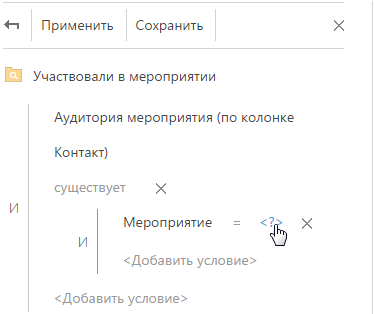 Применить Сохранить
Участвовали в мероприятии
Аудитория мероприятия (по колонке
Контакт)
существует
И
Мероприятие = <?>
И
<Добавить условие>
<Добавить условие>